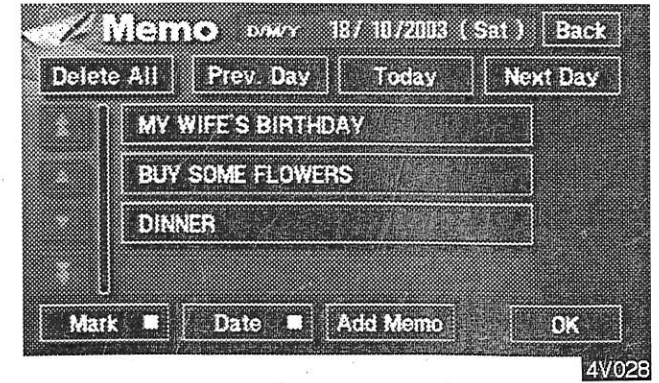 Memo D/M/Y 18/10/2003 (Sat) Back
Delete All Prev. Day Today Next Day
MY WIFE'S BIRTHDAY
BUY SOME FLOWERS
DINNER
Mark Date Add Memo OK
4V028